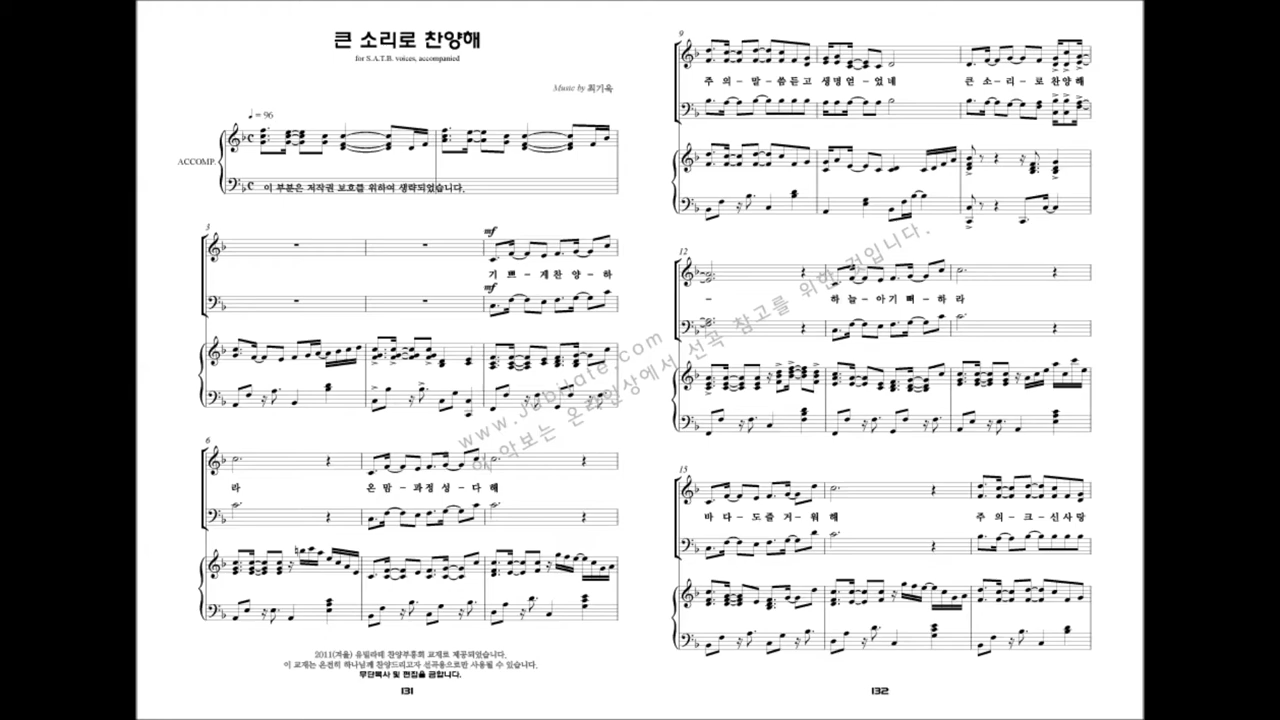 큰 소리로 찬양해
for S.A.T.B. voices, accompanied
Music by 최기욱
♩ = 96
ACCOMP.
이 부분은 저작권 보호를 위하여 생략되었습니다.
3
mf
기 쁘 - 게 찬 양 - 하
mf
6
라 온 맘 - 과 정 성 - 다 해
2011(겨울) 유빌라테 찬양부흥회 교재로 제공되었습니다.
이 교재는 온전히 하나님께 찬양드리고자 선곡용으로만 사용될 수 있습니다.
무단복사 및 편집을 금합니다.
131
9
주 의 - 말 - 씀 듣 고 생 명 얻 - 었 네 큰 소 - 리 - 로 찬 양 해
12
- 하 늘 - 아 기 뻐 - 하 라
15
바 다 - 도 즐 거 - 워 해 주 의 - 크 - 신 사 랑
132
www.Jubilate.com
이 악보는 온라인상에서 선곡 참고를 위한 것입니다.